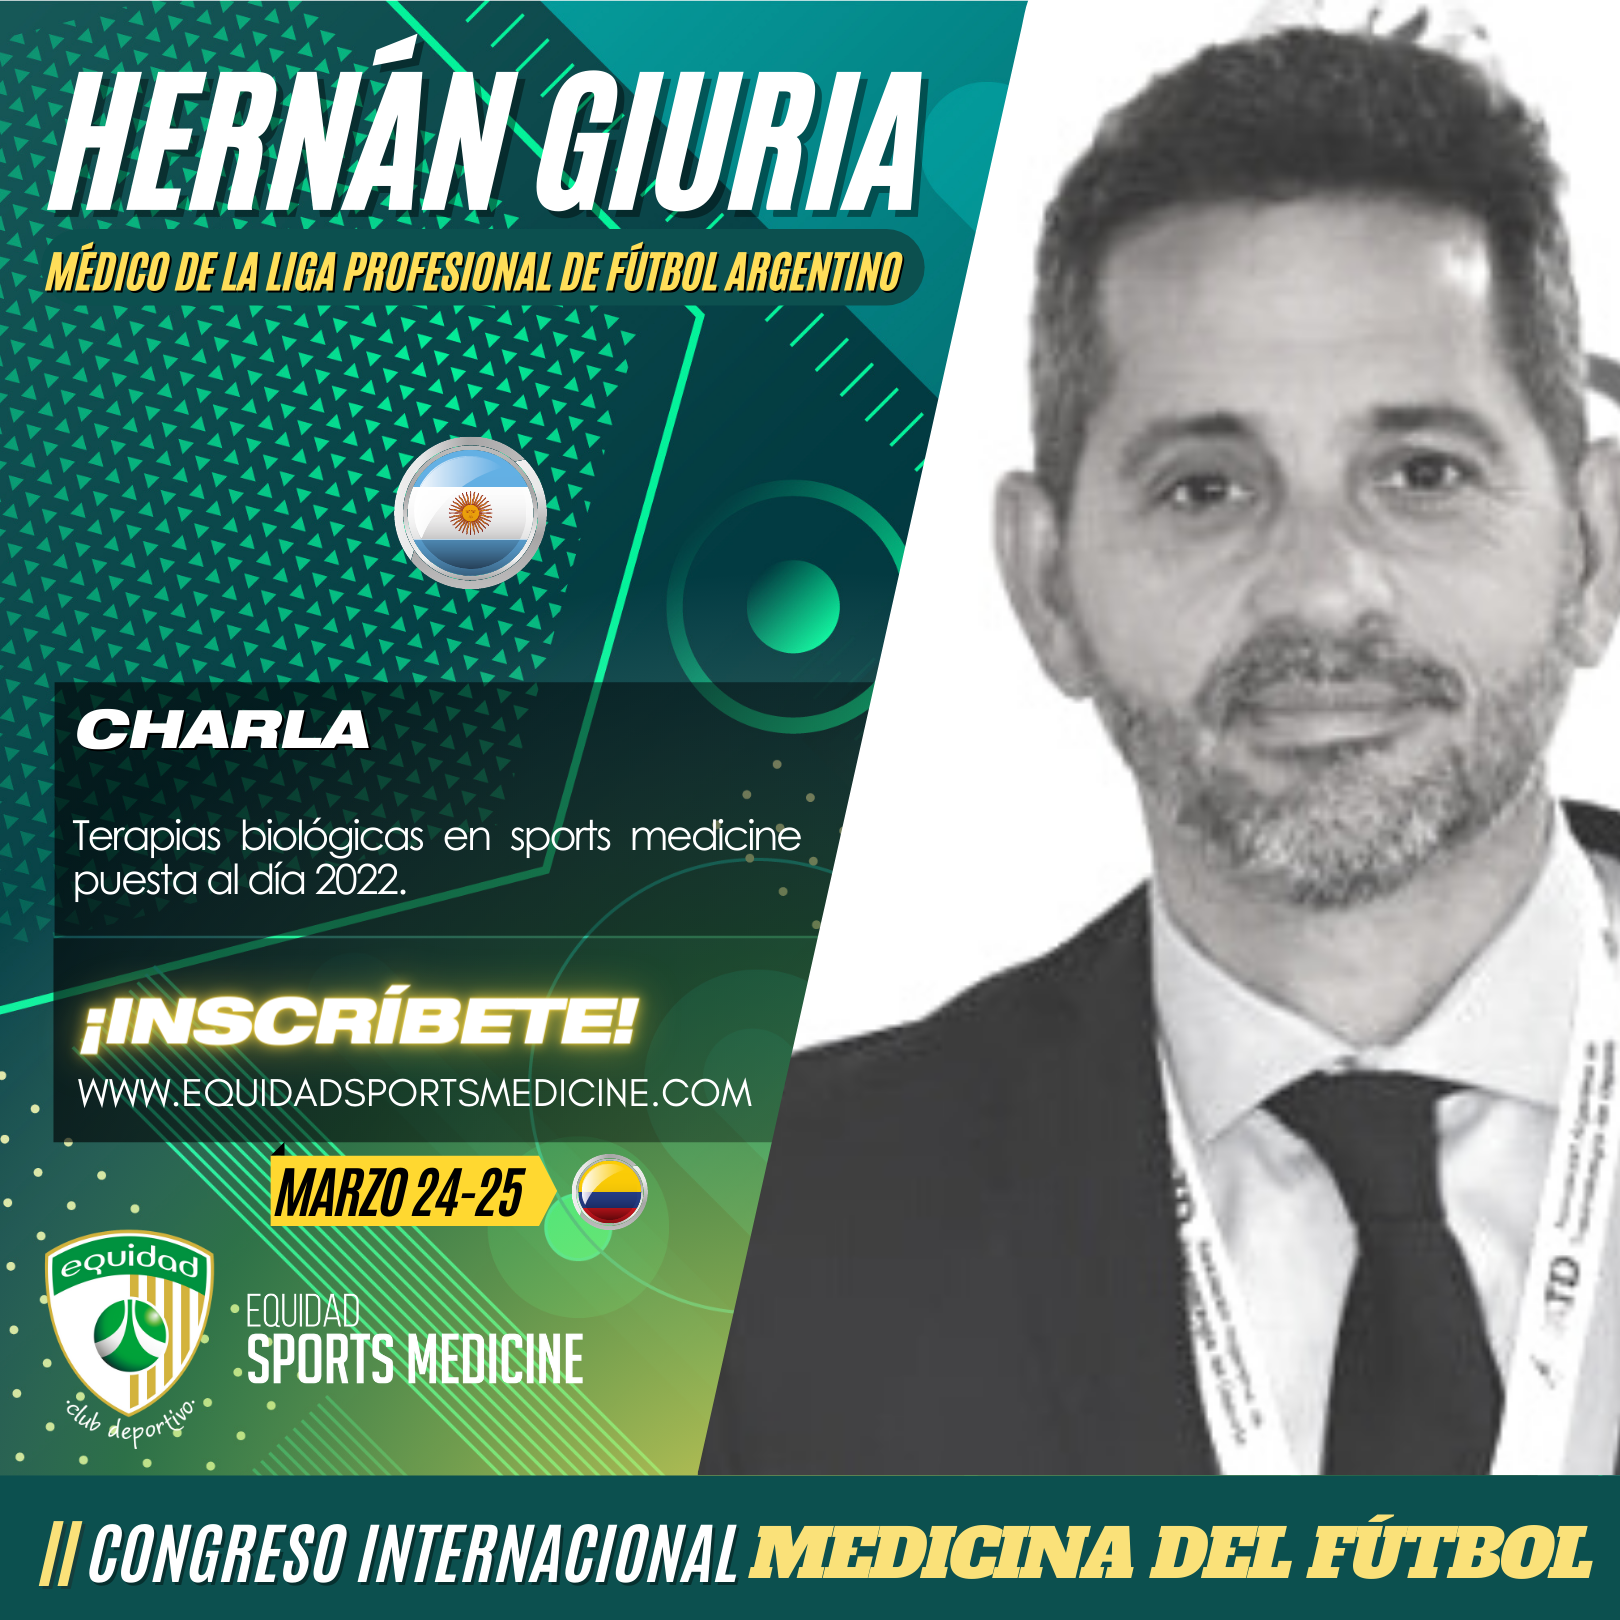 HERNÁN GIURIA
MÉDICO DE LA LIGA PROFESIONAL DE FÚTBOL ARGENTINO
CHARLA
Terapias biológicas en sports medicine
puesta al día 2022.
¡INSCRÍBETE!
WWW.EQUIDADSPORTSMEDICINE.COM
MARZO 24-25
equidad
club deportivo
EQUIDAD
SPORTS MEDICINE
II CONGRESO INTERNACIONAL MEDICINA DEL FÚTBOL